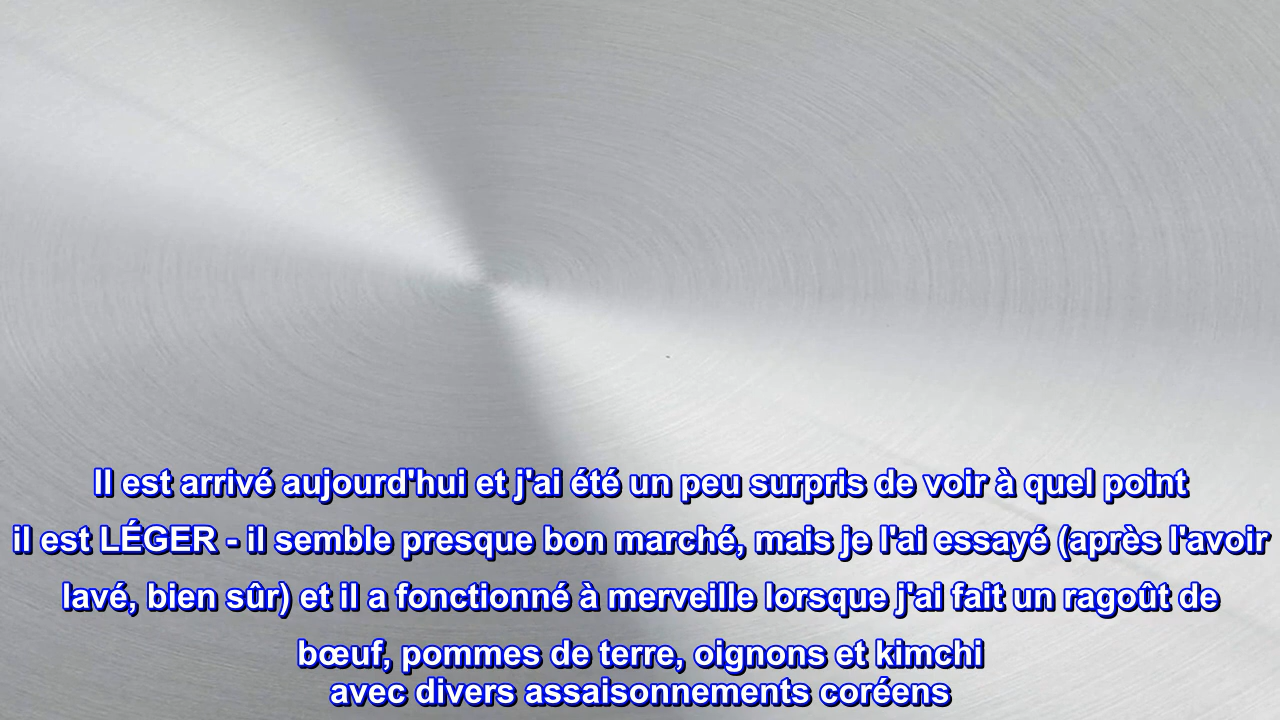 Il est arrivé aujourd'hui et j'ai été un peu surpris de voir à quel point
il est LÉGER - il semble presque bon marché, mais je l'ai essayé (après l'avoir
lavé, bien sûr) et il a fonctionné à merveille lorsque j'ai fait un ragoût de
bœuf, pommes de terre, oignons et kimchi
avec divers assaisonnements coréens